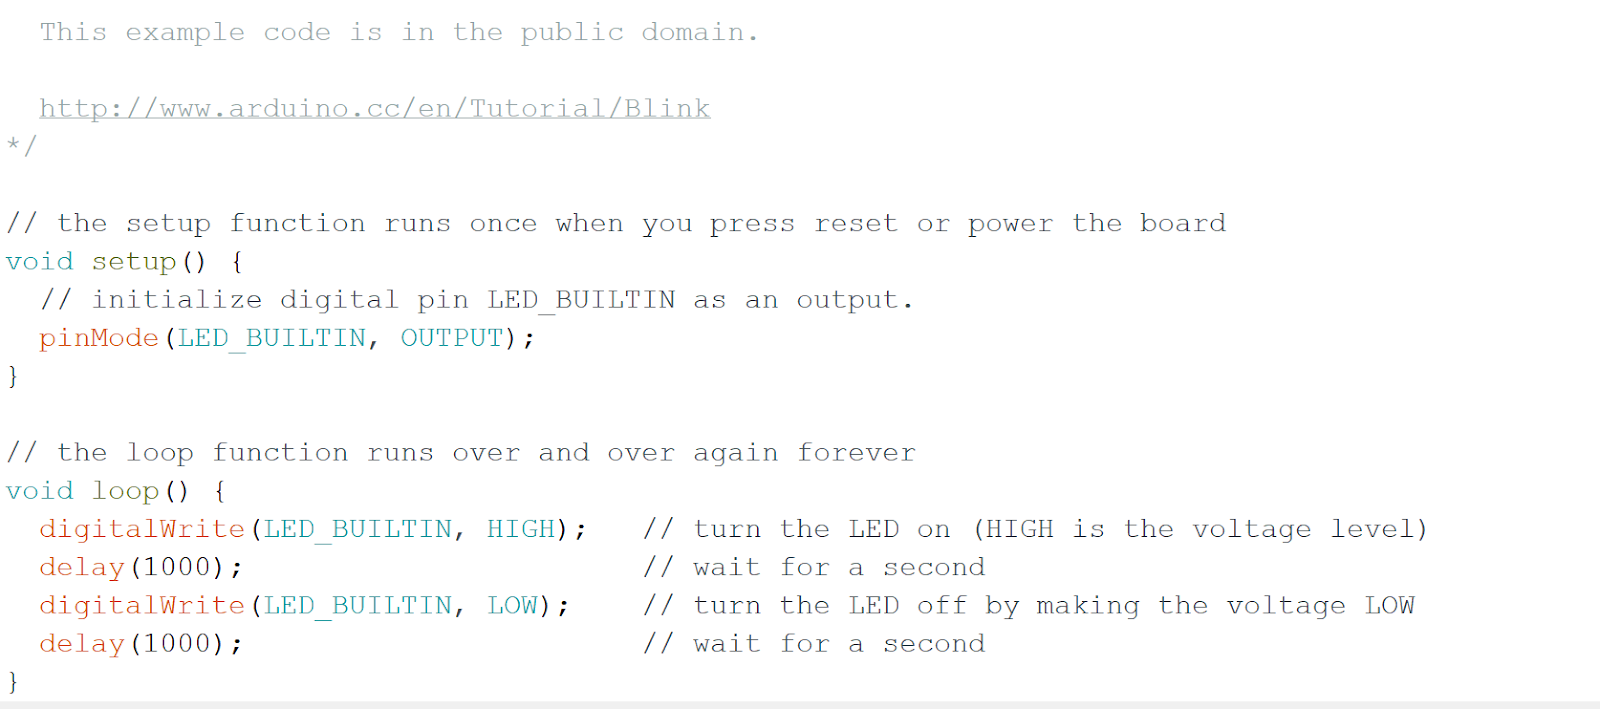 This example code is in the public domain.
http://www.arduino.cc/en/Tutorial/Blink
*/
// the setup function runs once when you press reset or power the board
void setup() {
  // initialize digital pin LED_BUILTIN as an output.
  pinMode(LED_BUILTIN, OUTPUT);
}
// the loop function runs over and over again forever
void loop() {
  digitalWrite(LED_BUILTIN, HIGH);   // turn the LED on (HIGH is the voltage level)
  delay(1000);                       // wait for a second
  digitalWrite(LED_BUILTIN, LOW);    // turn the LED off by making the voltage LOW
  delay(1000);                       // wait for a second
}